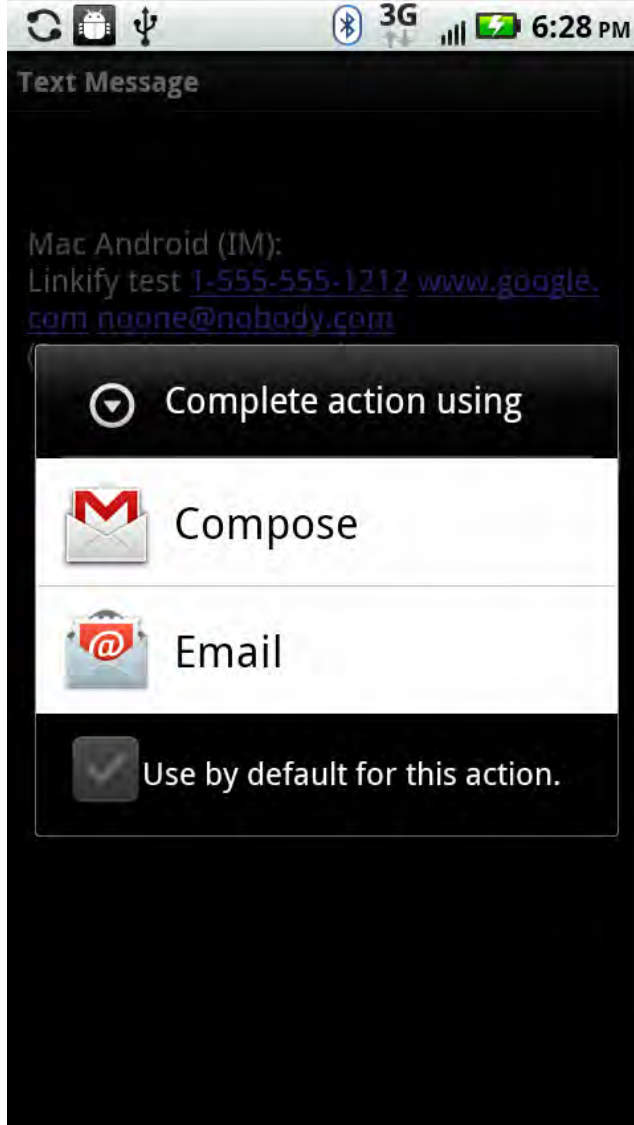 3G 6:28 PM
Text Message
Mac Android (IM):
Linkify test 1-555-555-1212 www.google.
com noone@nobody.com
Complete action using
Compose
Email
Use by default for this action.